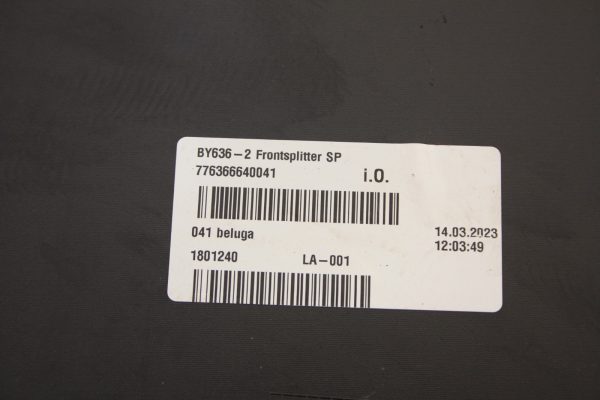 BY636-2 Frontsplitter SP
776366640041 i.O.
041 beluga 14.03.2023
12:03:49
1801240 LA-001